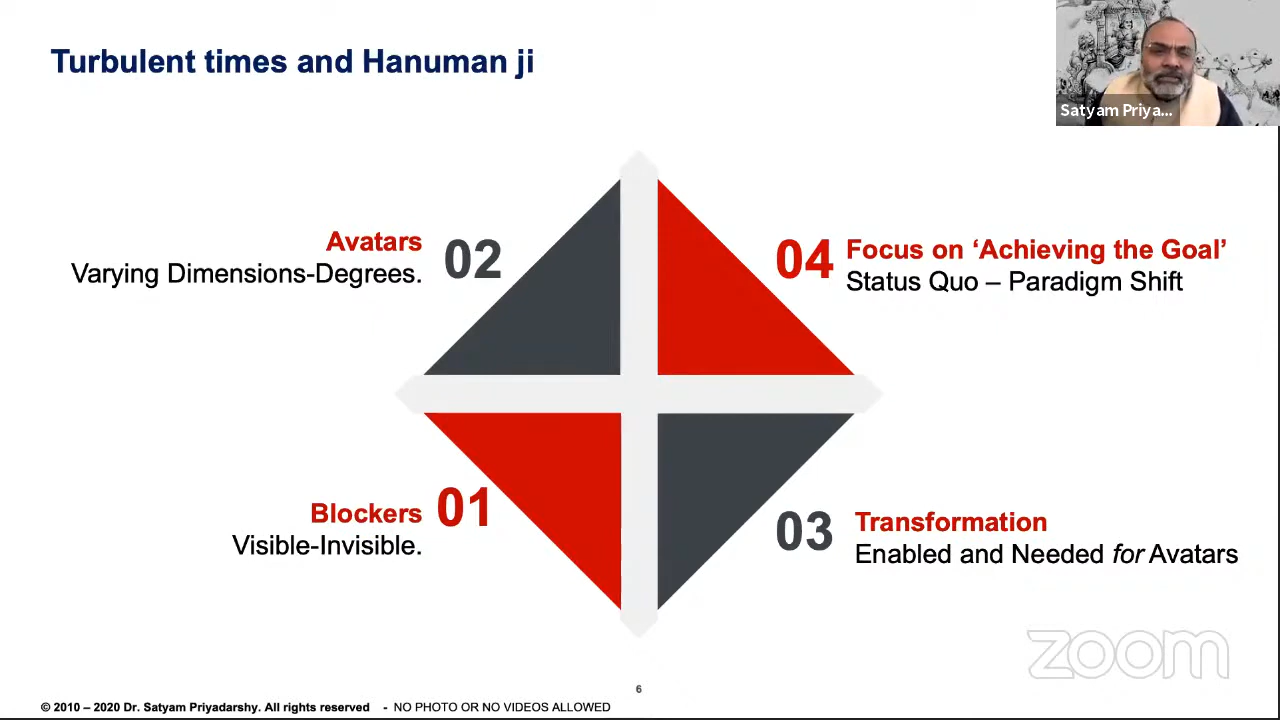 Turbulent times and Hanuman ji
Satyam Priya...
Avatars
Varying Dimensions-Degrees.
02
04
Focus on ‘Achieving the Goal’
Status Quo – Paradigm Shift
Blockers
Visible-Invisible.
01
03
Transformation
Enabled and Needed for Avatars
zoom
6
© 2010 – 2020 Dr. Satyam Priyadarshy. All rights reserved - NO PHOTO OR NO VIDEOS ALLOWED